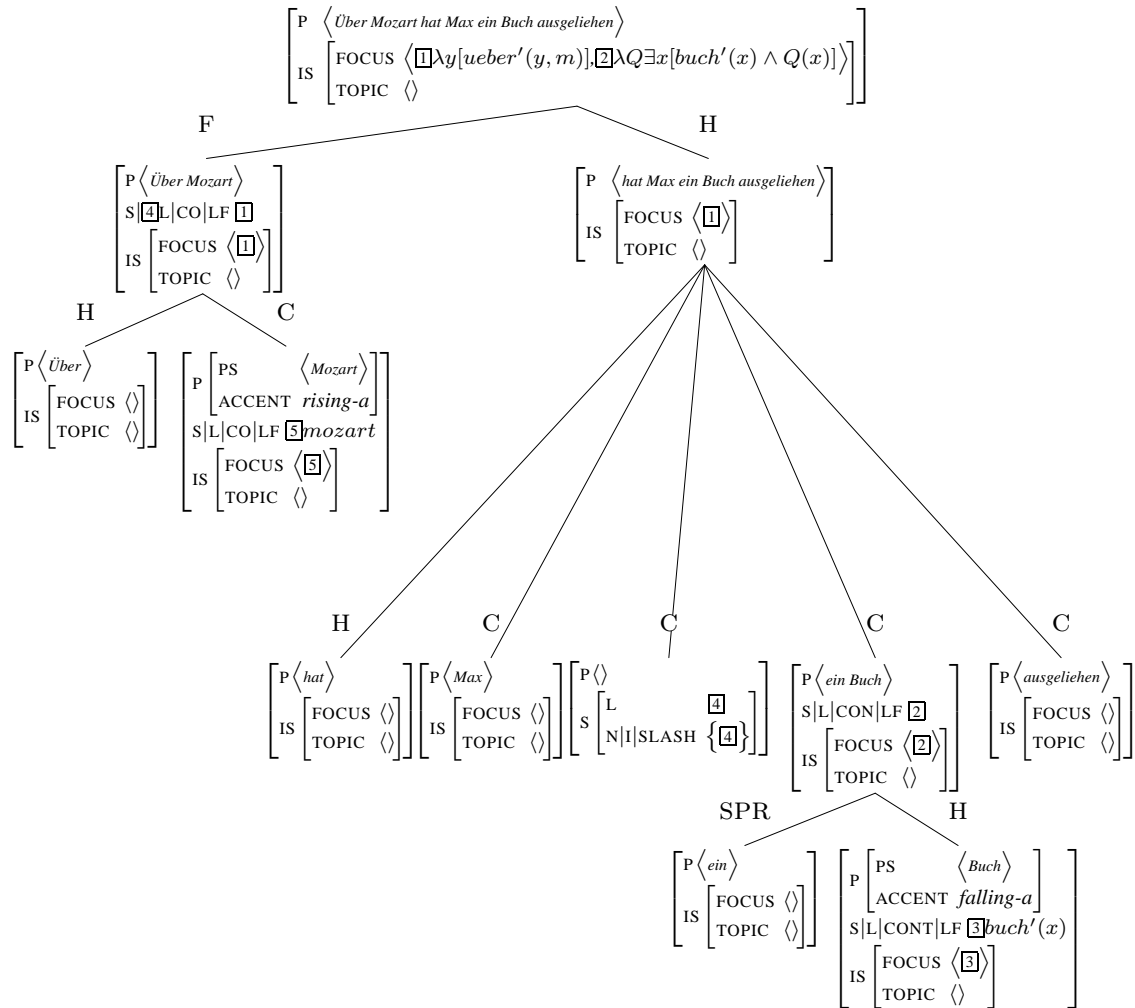 P ⟨Über Mozart hat Max ein Buch ausgeliehen⟩
IS FOCUS ⟨[1]λy[ueber′(y, m)],[2]λQ∃x[buch′(x) ∧ Q(x)]⟩
TOPIC ⟨⟩
F H
P ⟨Über Mozart⟩
S|[4]L|CO|LF [1]
IS FOCUS ⟨[1]⟩
TOPIC ⟨⟩
P ⟨hat Max ein Buch ausgeliehen⟩
IS FOCUS ⟨[1]⟩
TOPIC ⟨⟩
H C
P ⟨Über⟩
IS FOCUS ⟨⟩
TOPIC ⟨⟩
P PS ⟨Mozart⟩
ACCENT rising-a
S|L|CO|LF [5]mozart
IS FOCUS ⟨[5]⟩
TOPIC ⟨⟩
H C C C C
P ⟨hat⟩
IS FOCUS ⟨⟩
TOPIC ⟨⟩
P ⟨Max⟩
IS FOCUS ⟨⟩
TOPIC ⟨⟩
P ⟨⟩
S L [4]
N|I|SLASH {[4]}
P ⟨ein Buch⟩
S|L|CON|LF [2]
IS FOCUS ⟨[2]⟩
TOPIC ⟨⟩
P ⟨ausgeliehen⟩
IS FOCUS ⟨⟩
TOPIC ⟨⟩
SPR H
P ⟨ein⟩
IS FOCUS ⟨⟩
TOPIC ⟨⟩
P PS ⟨Buch⟩
ACCENT falling-a
S|L|CONT|LF [3]buch′(x)
IS FOCUS ⟨[3]⟩
TOPIC ⟨⟩